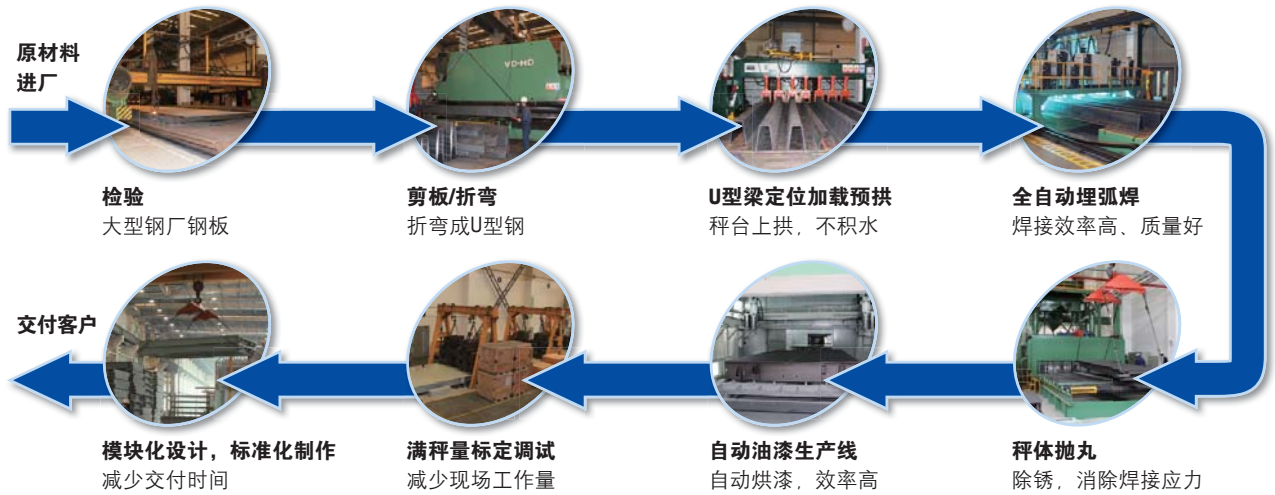 原材料
进厂
VD-HD
检验
大型钢厂钢板
剪板/折弯
折弯成U型钢
U型梁定位加载预拱
秤台上拱，不积水
全自动埋弧焊
焊接效率高、质量好
秤体抛丸
除锈，消除焊接应力
自动油漆生产线
自动烘漆，效率高
满秤量标定调试
减少现场工作量
模块化设计，标准化制作
减少交付时间
交付客户